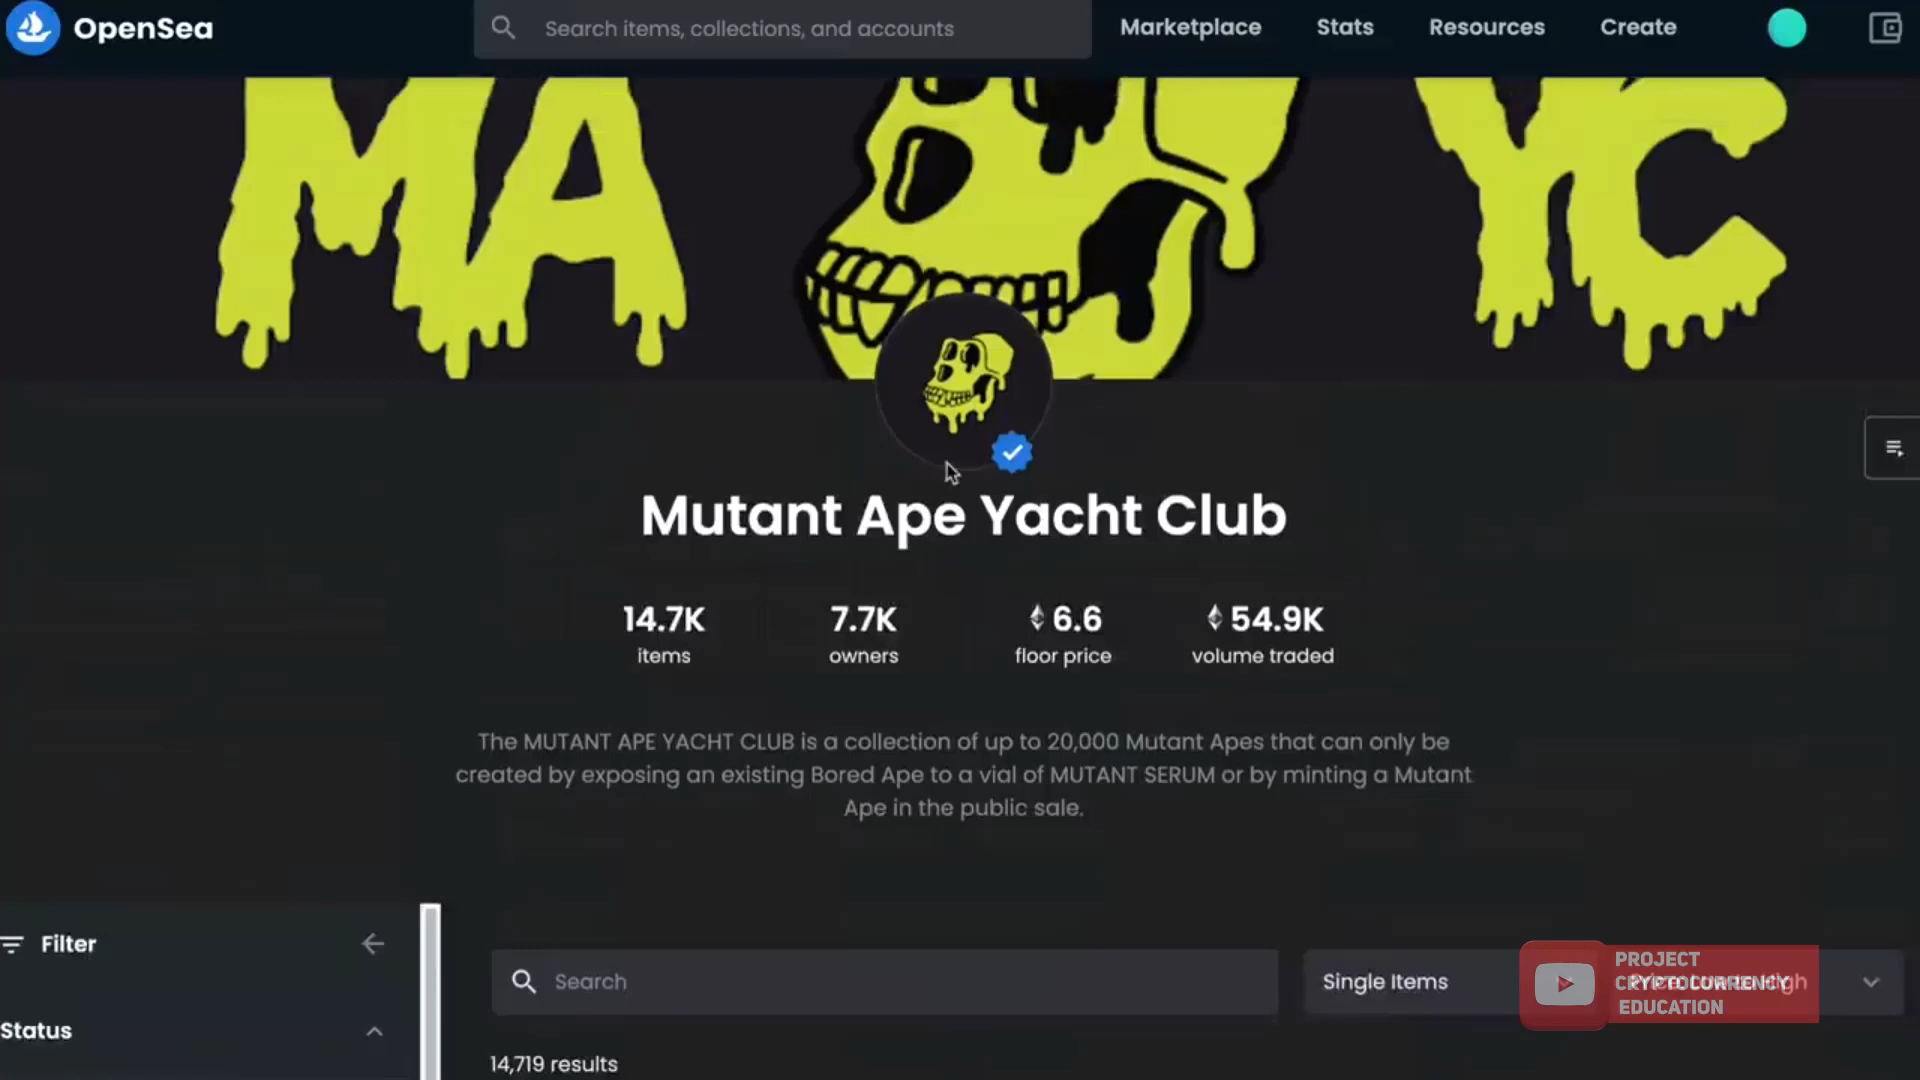 OpenSea
Search items, collections, and accounts
Marketplace
Stats
Resources
Create
MA YC
Mutant Ape Yacht Club
14.7K
items
7.7K
owners
6.6
floor price
54.9K
volume traded
The MUTANT APE YACHT CLUB is a collection of up to 20,000 Mutant Apes that can only be
created by exposing an existing Bored Ape to a vial of MUTANT SERUM or by minting a Mutant
Ape in the public sale.
Filter
Search
Single Items
PROJECT
CRYPTOCURRENCY
EDUCATION
Status
14,719 results